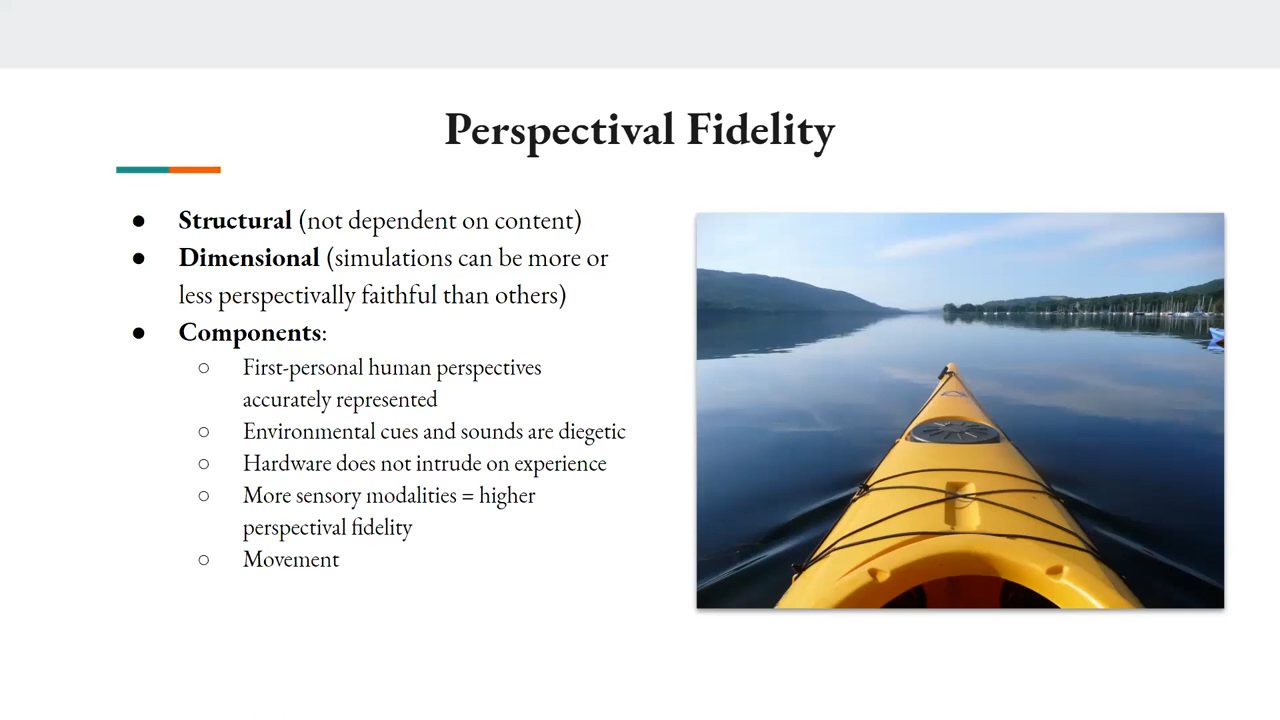 Perspectival Fidelity
● Structural (not dependent on content)
● Dimensional (simulations can be more or
less perspectivally faithful than others)
● Components:
○ First-personal human perspectives
accurately represented
○ Environmental cues and sounds are diegetic
○ Hardware does not intrude on experience
○ More sensory modalities = higher
perspectival fidelity
○ Movement